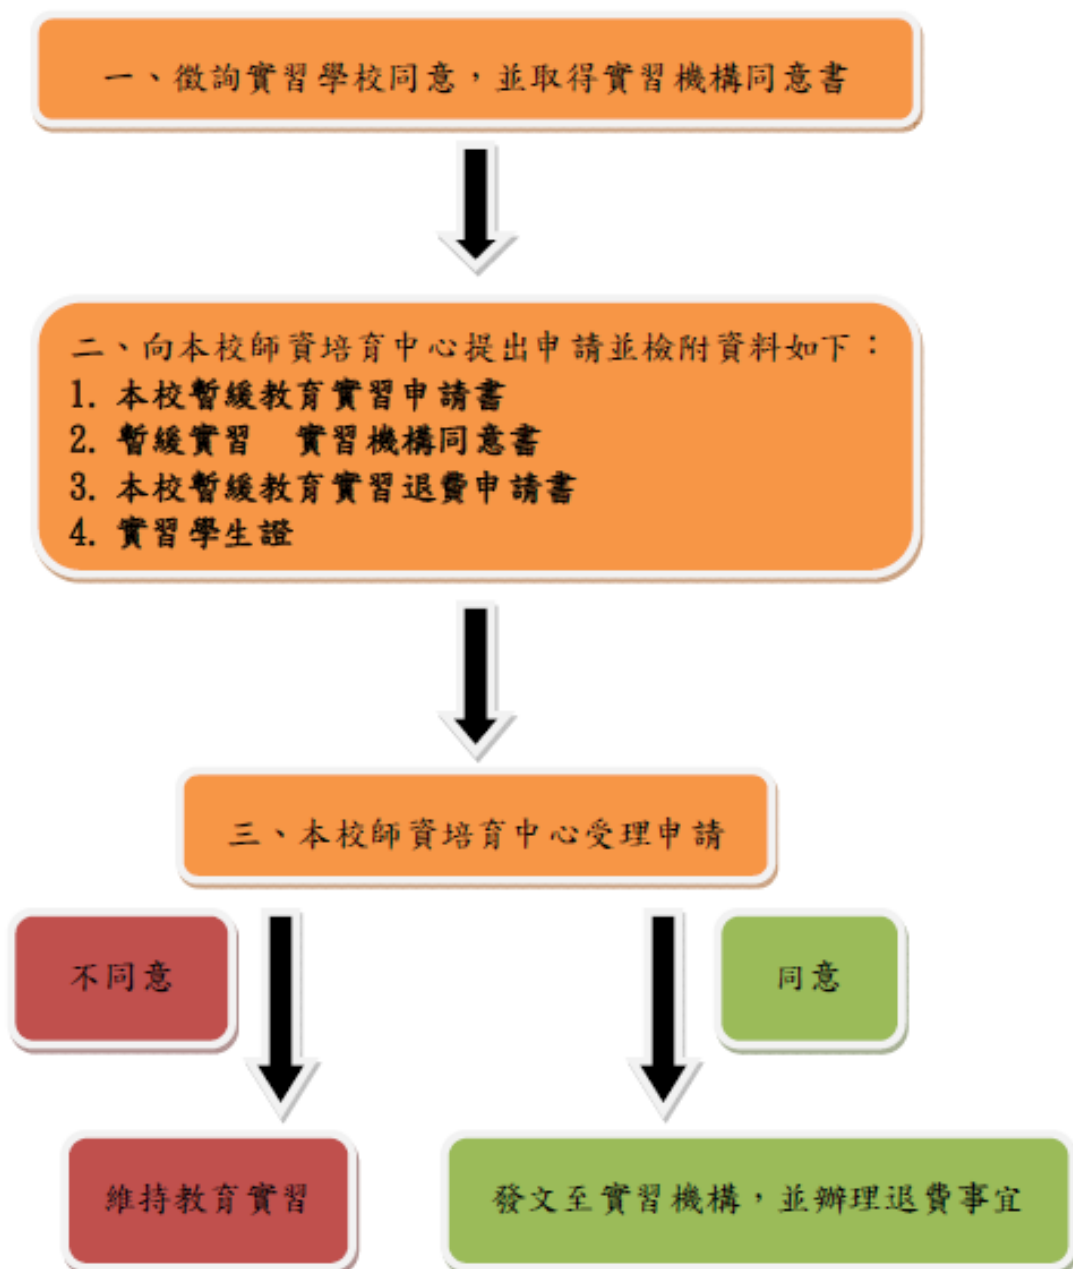 一、徵詢實習學校同意，並取得實習機構同意書
二、向本校師資培育中心提出申請並檢附資料如下：
1. 本校暫緩教育實習申請書
2. 暫緩實習　實習機構同意書
3. 本校暫緩教育實習退費申請書
4. 實習學生證
三、本校師資培育中心受理申請
不同意
同意
維持教育實習
發文至實習機構，並辦理退費事宜